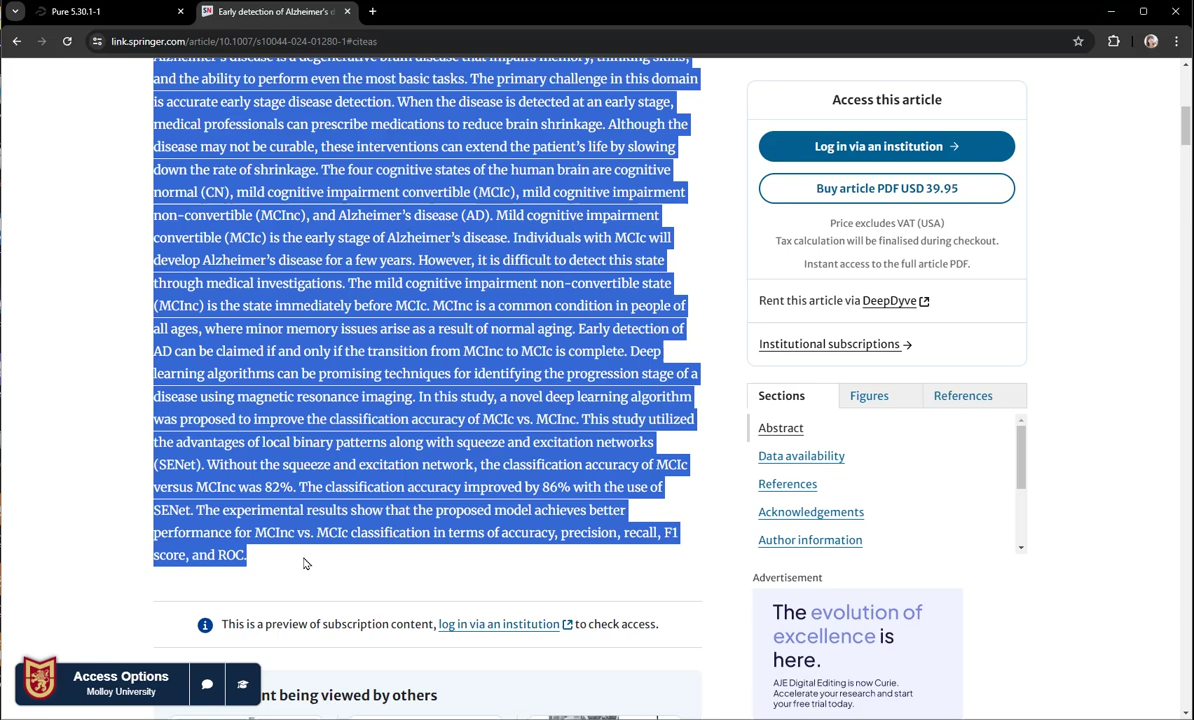 Pure 5.30.1-1
Early detection of Alzheimer's d
link.springer.com/article/10.1007/s10044-024-01280-1#citeas
Alzheimer's disease is a degenerative brain disease that impairs memory, thinking skills,
and the ability to perform even the most basic tasks. The primary challenge in this domain
is accurate early stage disease detection. When the disease is detected at an early stage,
medical professionals can prescribe medications to reduce brain shrinkage. Although the
disease may not be curable, these interventions can extend the patient's life by slowing
down the rate of shrinkage. The four cognitive states of the human brain are cognitive
normal (CN), mild cognitive impairment convertible (MCIc), mild cognitive impairment
non-convertible (MCInc), and Alzheimer's disease (AD). Mild cognitive impairment
convertible (MCIc) is the early stage of Alzheimer's disease. Individuals with MCIc will
develop Alzheimer's disease for a few years. However, it is difficult to detect this state
through medical investigations. The mild cognitive impairment non-convertible state
(MCInc) is the state immediately before MCIc. MCInc is a common condition in people of
all ages, where minor memory issues arise as a result of normal aging. Early detection of
AD can be claimed if and only if the transition from MCInc to MCIc is complete. Deep
learning algorithms can be promising techniques for identifying the progression stage of a
disease using magnetic resonance imaging. In this study, a novel deep learning algorithm
was proposed to improve the classification accuracy of MCIc vs. MCInc. This study utilized
the advantages of local binary patterns along with squeeze and excitation networks
(SENet). Without the squeeze and excitation network, the classification accuracy of MCIc
versus MCInc was 82%. The classification accuracy improved by 86% with the use of
SENet. The experimental results show that the proposed model achieves better
performance for MCInc vs. MCIc classification in terms of accuracy, precision, recall, F1
score, and ROC.
This is a preview of subscription content, log in via an institution to check access.
nt being viewed by others
Access Options
Molloy University
Access this article
Log in via an institution →
Buy article PDF USD 39.95
Price excludes VAT (USA)
Tax calculation will be finalised during checkout.
Instant access to the full article PDF.
Rent this article via DeepDyve
Institutional subscriptions →
Sections
Figures
References
Abstract
Data availability
References
Acknowledgements
Author information
Advertisement
The evolution of
excellence is
here.
AJE Digital Editing is now Curie.
Accelerate your research and start
your free trial today.